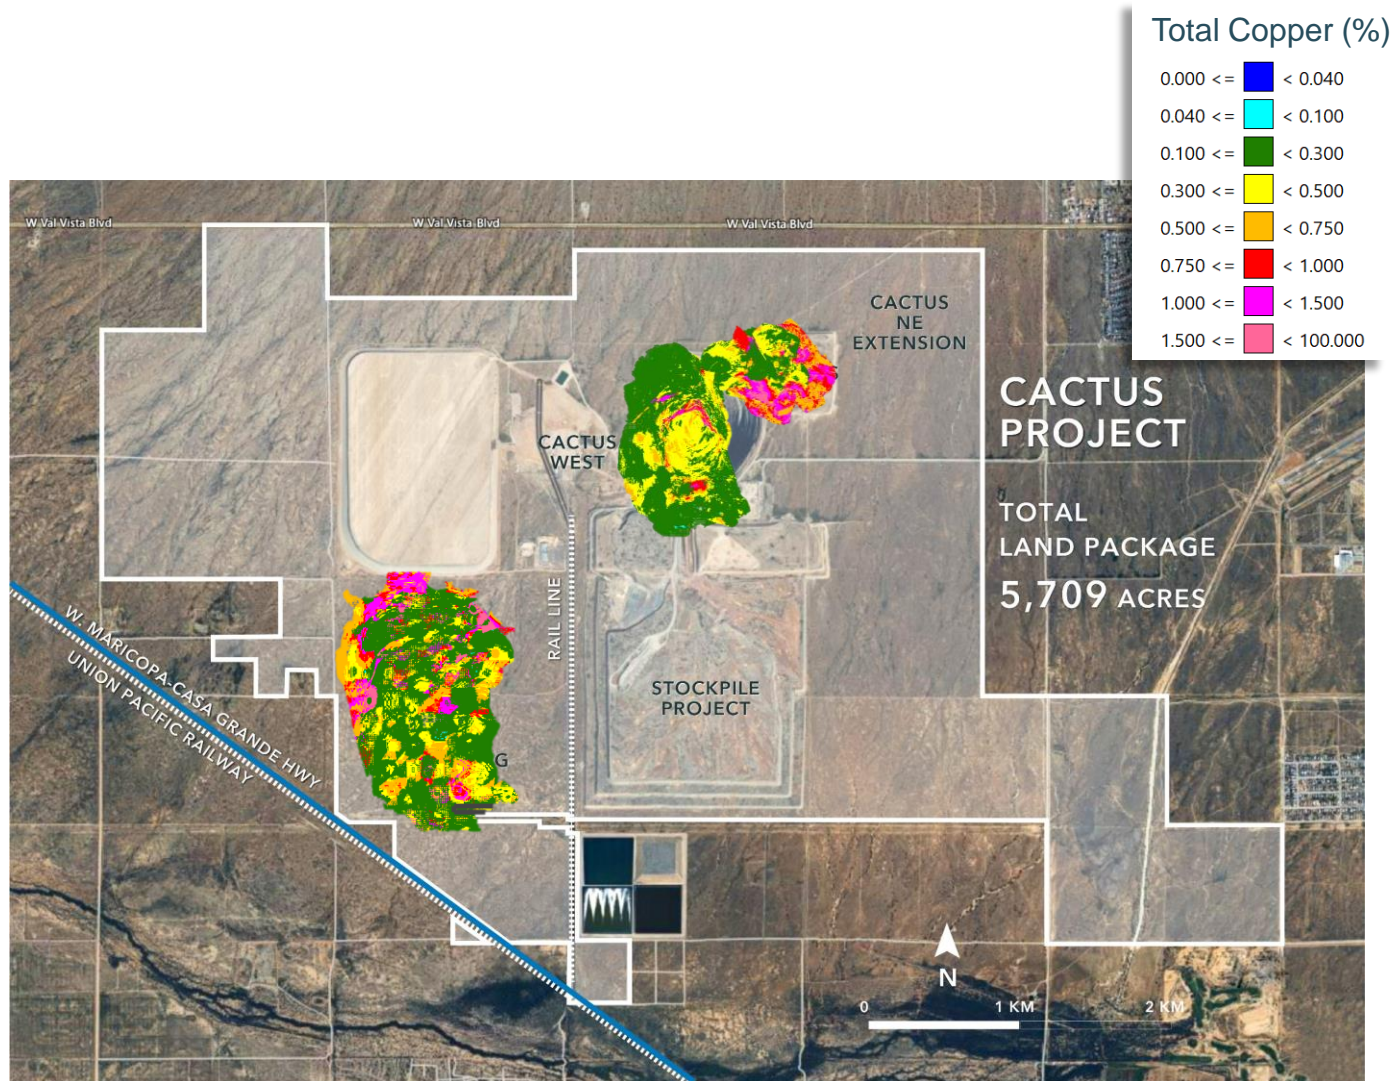 Total Copper (%)
0.000 <= < 0.040
0.040 <= < 0.100
0.100 <= < 0.300
0.300 <= < 0.500
0.500 <= < 0.750
0.750 <= < 1.000
1.000 <= < 1.500
1.500 <= < 100.000
W Val Vista Blvd
W Val Vista Blvd
W Val Vista Blvd
CACTUS
NE
EXTENSION
CACTUS
PROJECT
CACTUS
WEST
TOTAL
LAND PACKAGE
5,709 ACRES
RAIL LINE
W. MARICOPA-CASA GRANDE HWY
UNION PACIFIC RAILWAY
STOCKPILE
PROJECT
G
N
0 1 KM 2 KM